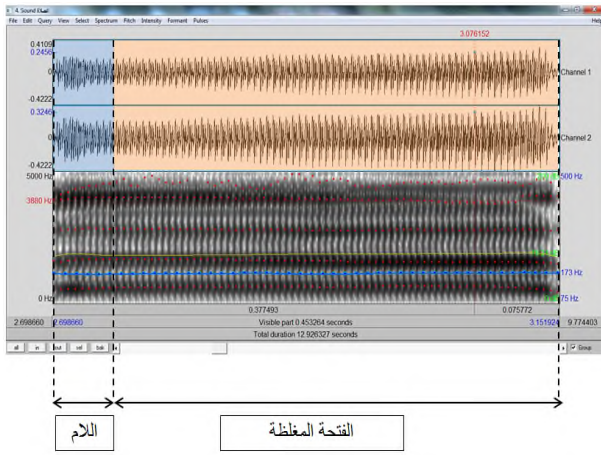 4. Sound الصلاة
File Edit Query View Select Spectrum Pitch Intensity Formant Pulses Help
3.076152
0.4109
0.2456
0
-0.4222
Channel 1
0.3246
0
-0.4222
Channel 2
5000 Hz
500 Hz
3880 Hz
173 Hz
0 Hz
75 Hz
0.377493 0.075772
2.698660 2.698660 Visible part 0.453264 seconds 3.151924 9.774403
Total duration 12.926327 seconds
all in out sel bak Group
اللام
الفتحة المغلظة